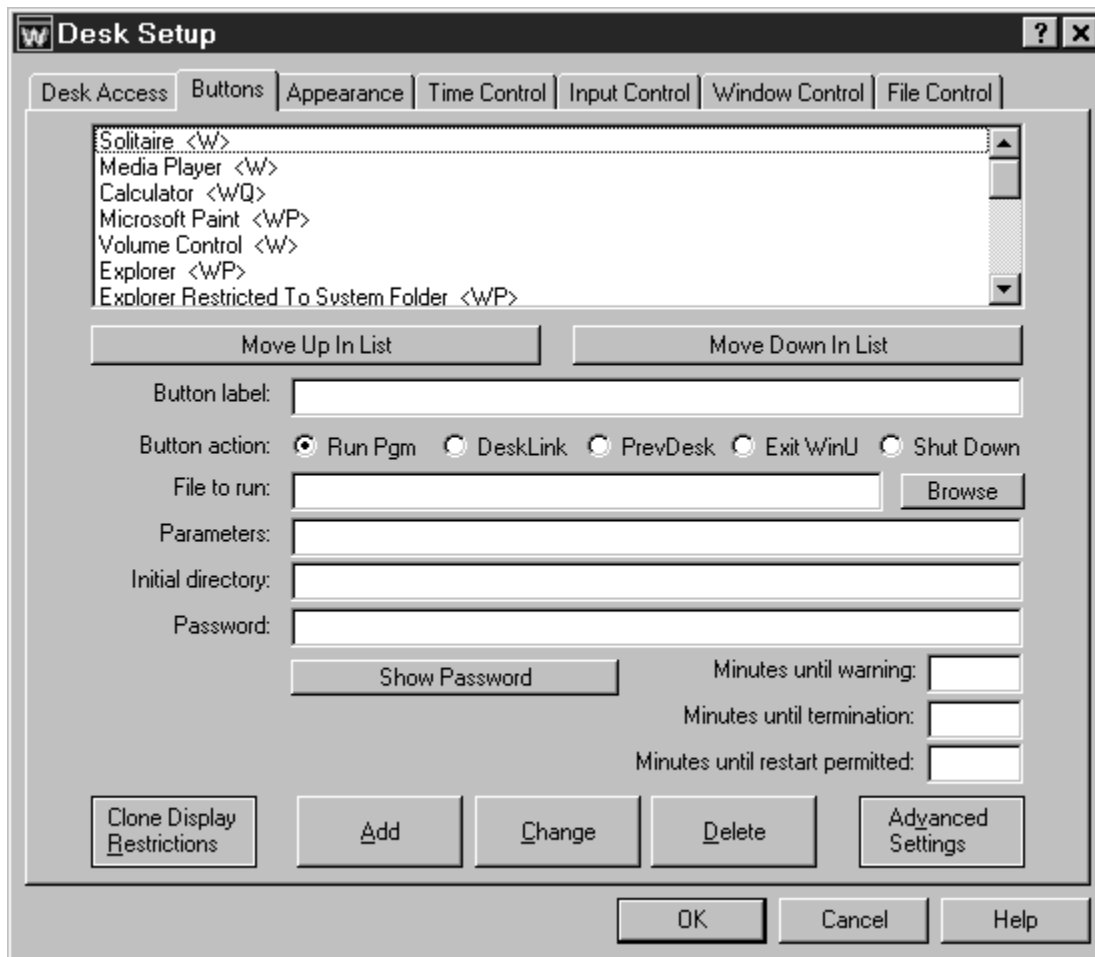 W Desk Setup ? X
Desk Access Buttons Appearance Time Control Input Control Window Control File Control
Solitaire <W>
Media Player <W>
Calculator <WQ>
Microsoft Paint <WP>
Volume Control <W>
Explorer <WP>
Explorer Restricted To System Folder <WP>
Move Up In List Move Down In List
Button label:
Button action: Run Pgm DeskLink PrevDesk Exit WinU Shut Down
File to run: Browse
Parameters:
Initial directory:
Password:
Show Password Minutes until warning:
Minutes until termination:
Minutes until restart permitted:
Clone Display
Restrictions
Add Change Delete
Advanced
Settings
OK Cancel Help